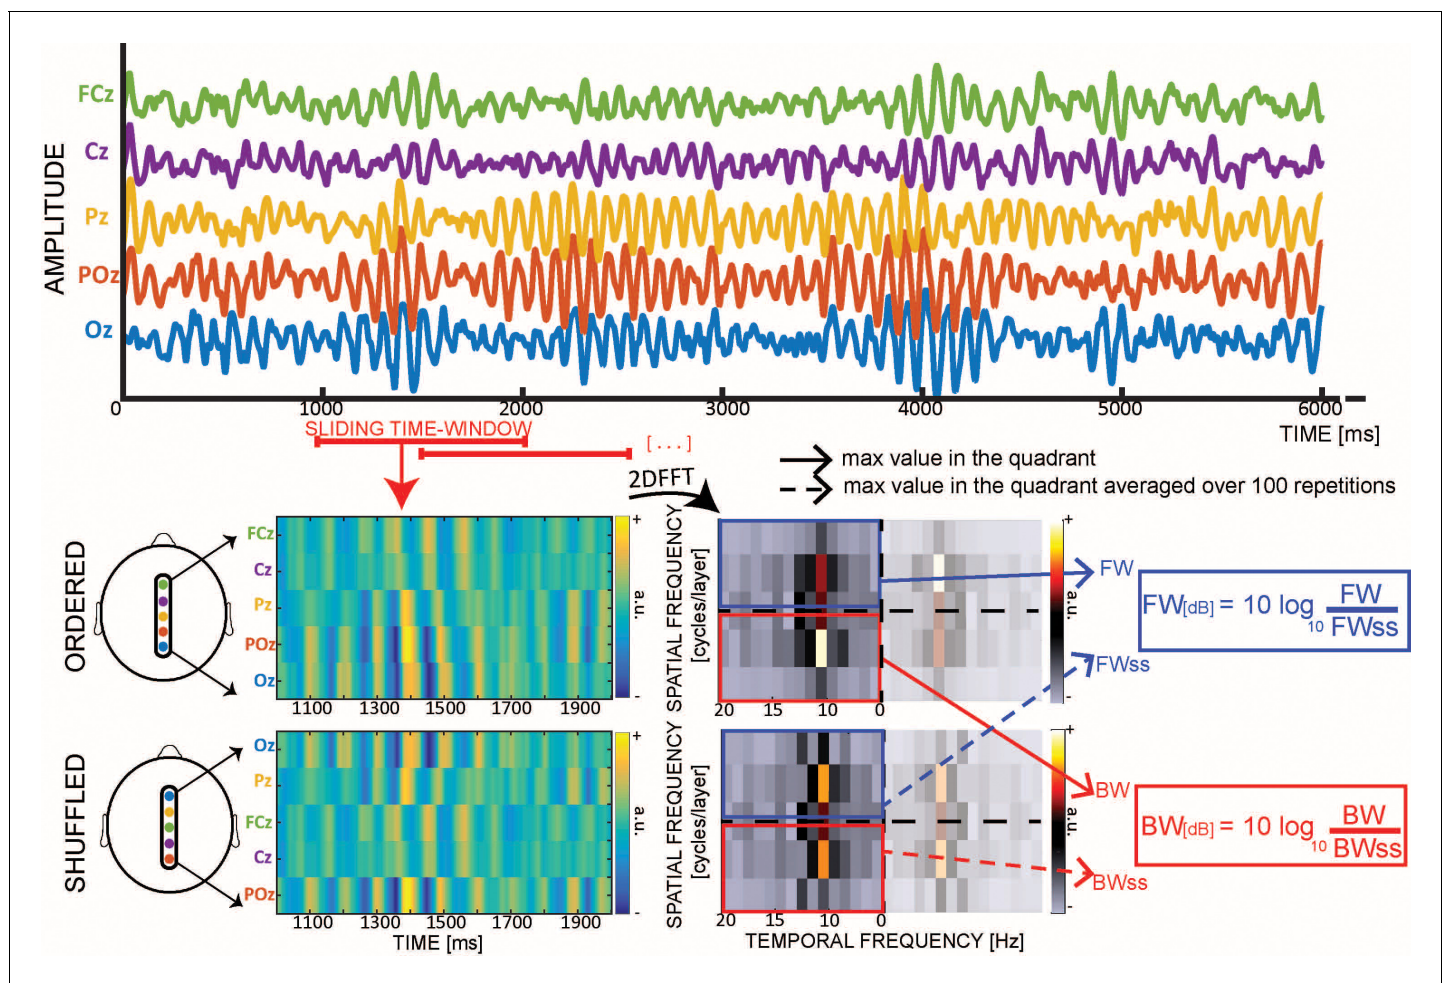 AMPLITUDE
FCz
Cz
Pz
POz
Oz
0 1000 2000 3000 4000 5000 6000
TIME [ms]
SLIDING TIME-WINDOW
[...]
max value in the quadrant
max value in the quadrant averaged over 100 repetitions
2DFFT
ORDERED
FCz
Cz
Pz
POz
Oz
1100 1300 1500 1700 1900
+
a.u.
-
SPATIAL FREQUENCY
[cycles/layer]
20 15 10 5 0
+
a.u.
-
FW
FWss
FW[dB] = 10 log10 FW
FWss
SHUFFLED
Oz
Pz
FCz
Cz
POz
1100 1300 1500 1700 1900
TIME [ms]
+
a.u.
-
SPATIAL FREQUENCY
[cycles/layer]
20 15 10 5 0
TEMPORAL FREQUENCY [Hz]
+
a.u.
-
BW
BWss
BW[dB] = 10 log10 BW
BWss